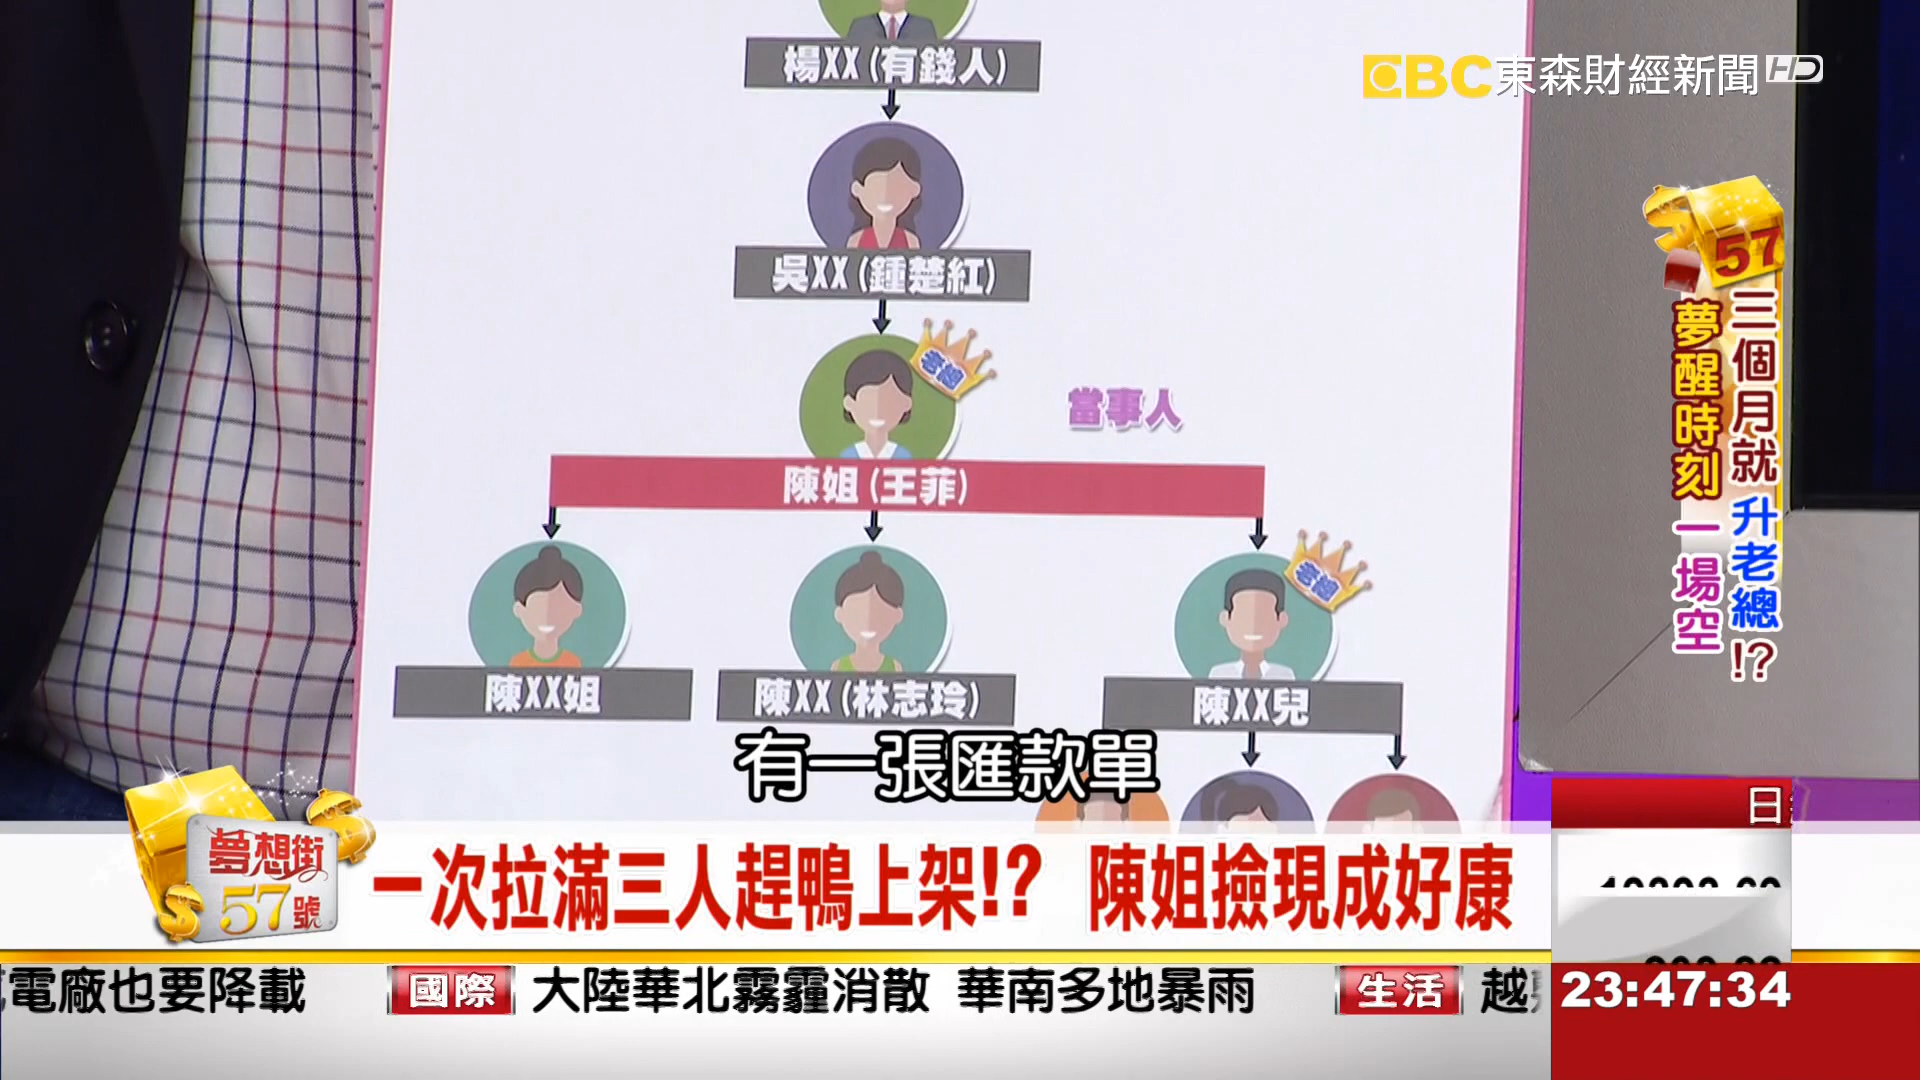 楊XX(有錢人)
EBC東森財經新聞HD
吳XX(鍾楚紅)
老總
當事人
陳姐(王菲)
老總
陳XX姐
陳XX(林志玲)
陳XX兒
57
三個月就升老總!?
夢醒時刻一場空
有一張匯款單
夢想街
57號
一次拉滿三人趕鴨上架!? 陳姐撿現成好康
日
電廠也要降載
國際
大陸華北霧霾消散 華南多地暴雨
生活
越
23:47:34